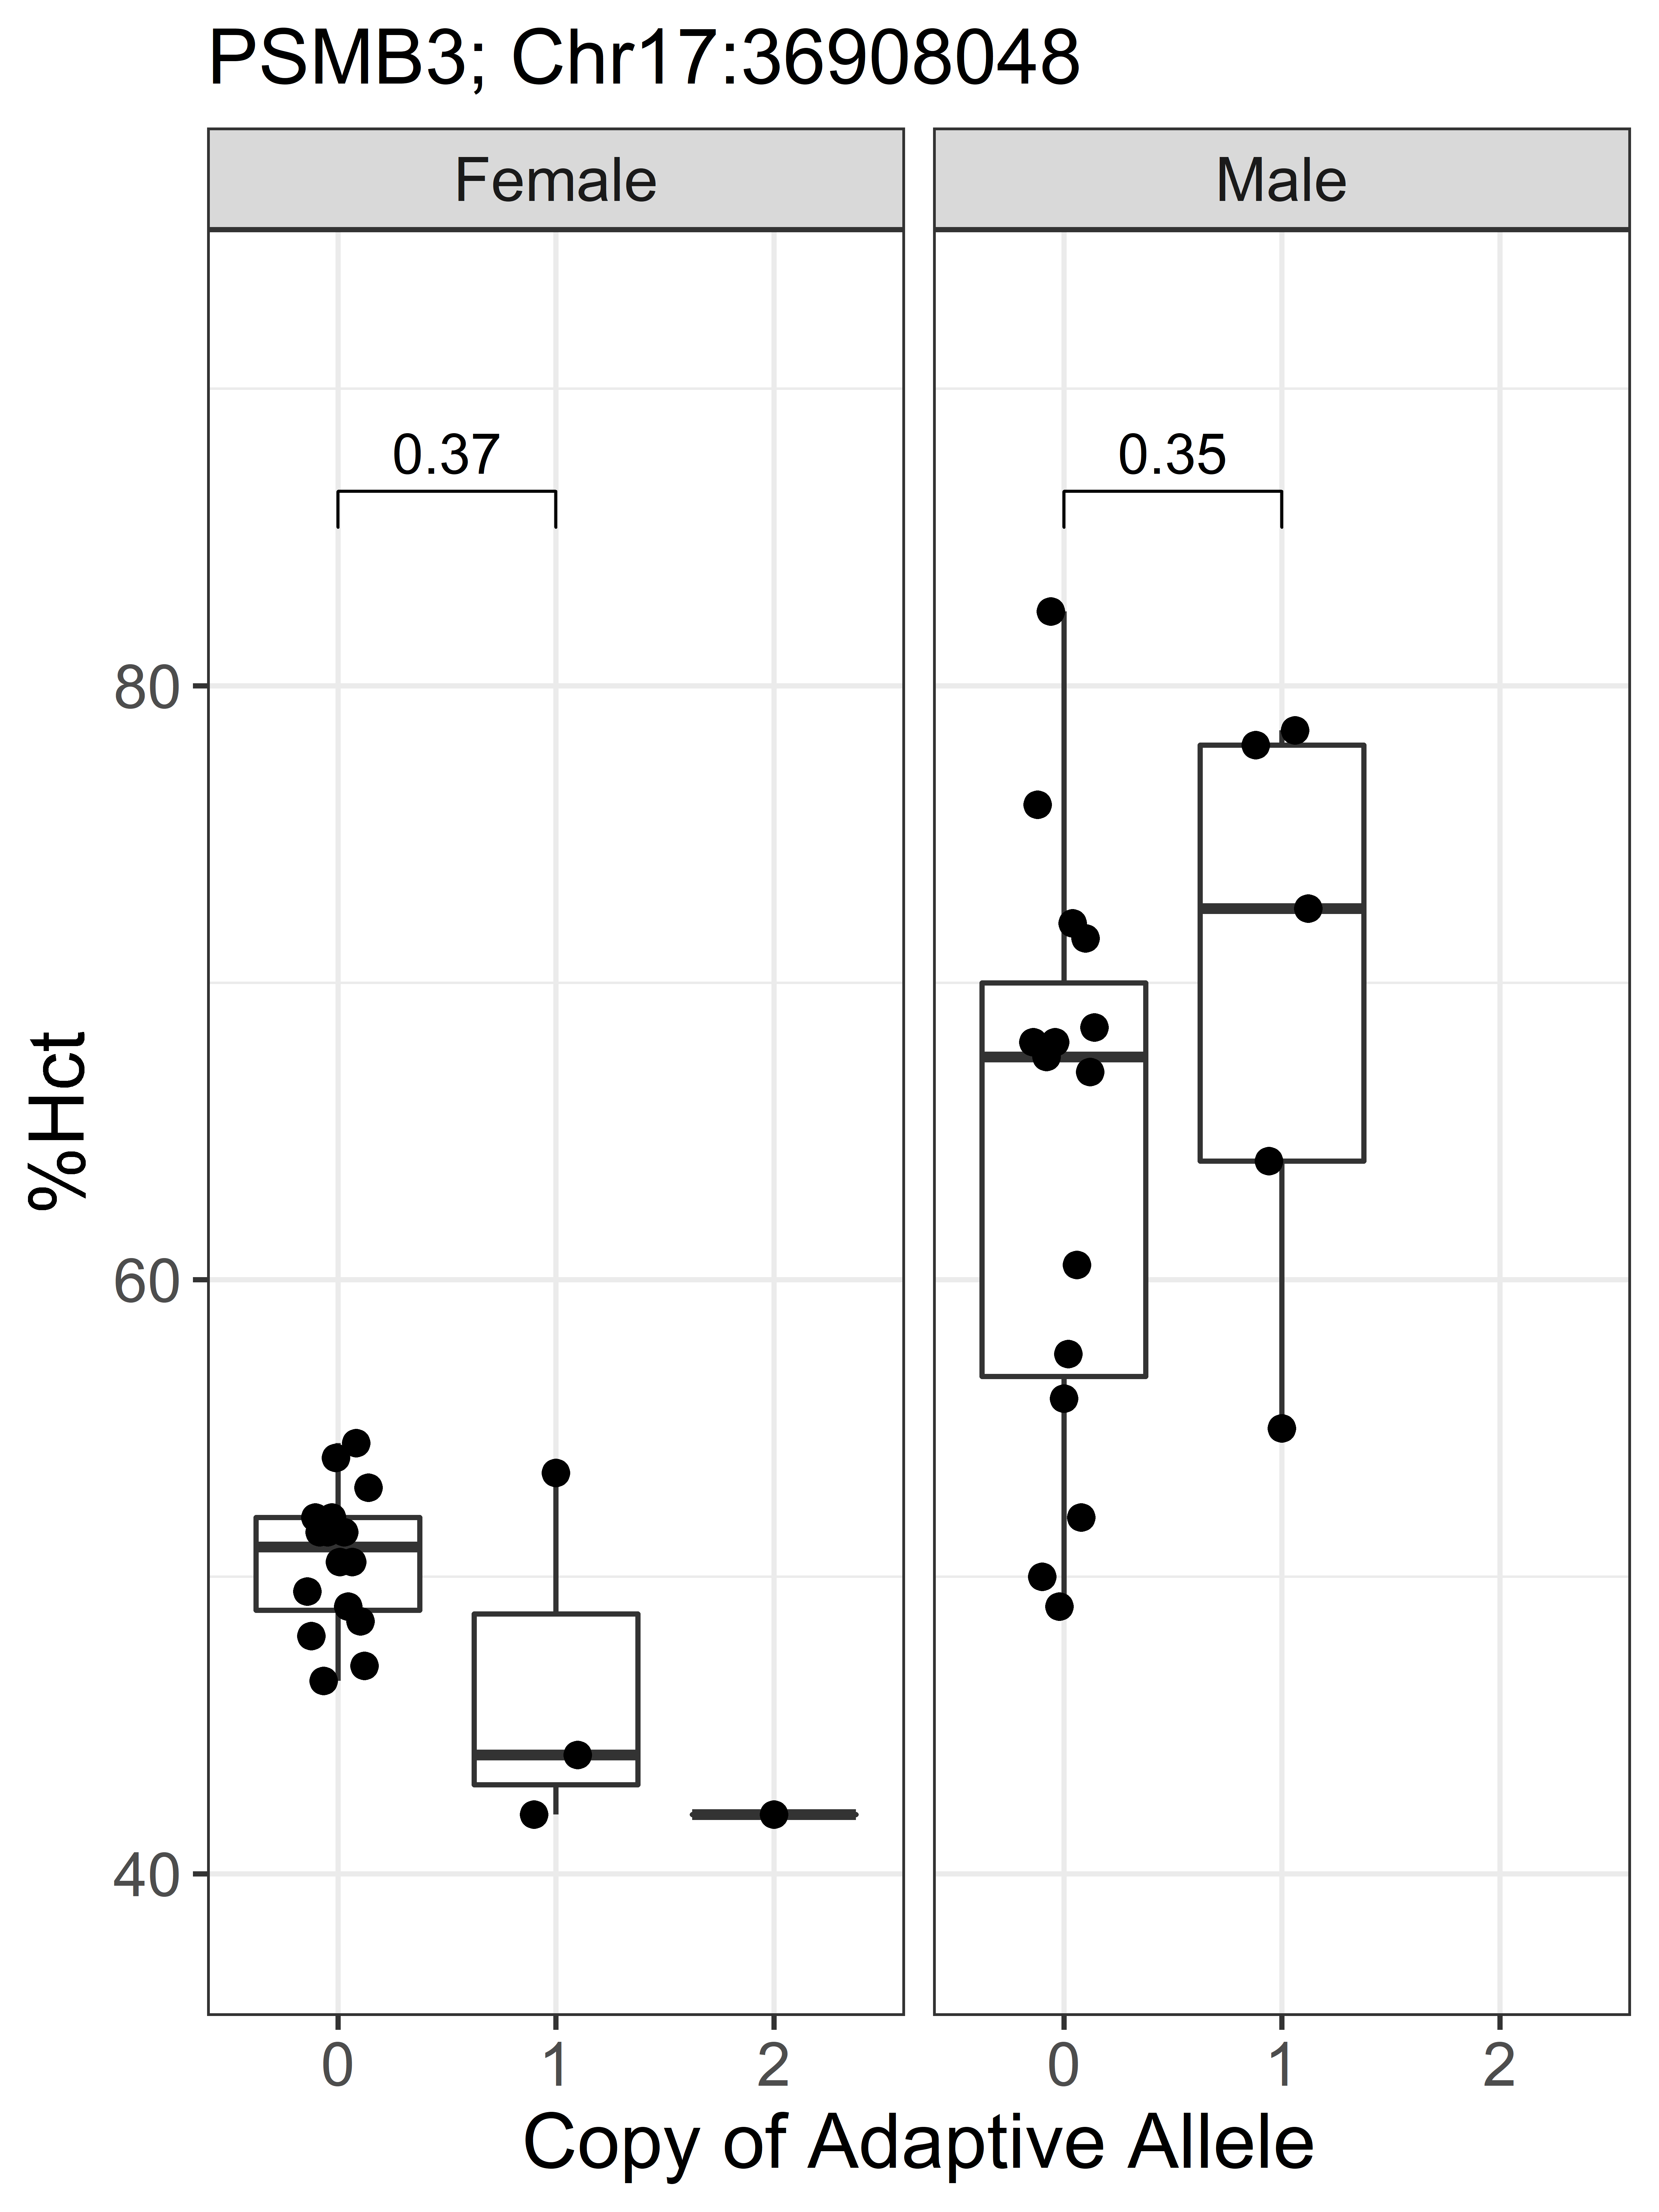 PSMB3; Chr17:36908048
Female
Male
0.37
0.35
%Hct
80
60
40
0 1 2
0 1 2
Copy of Adaptive Allele